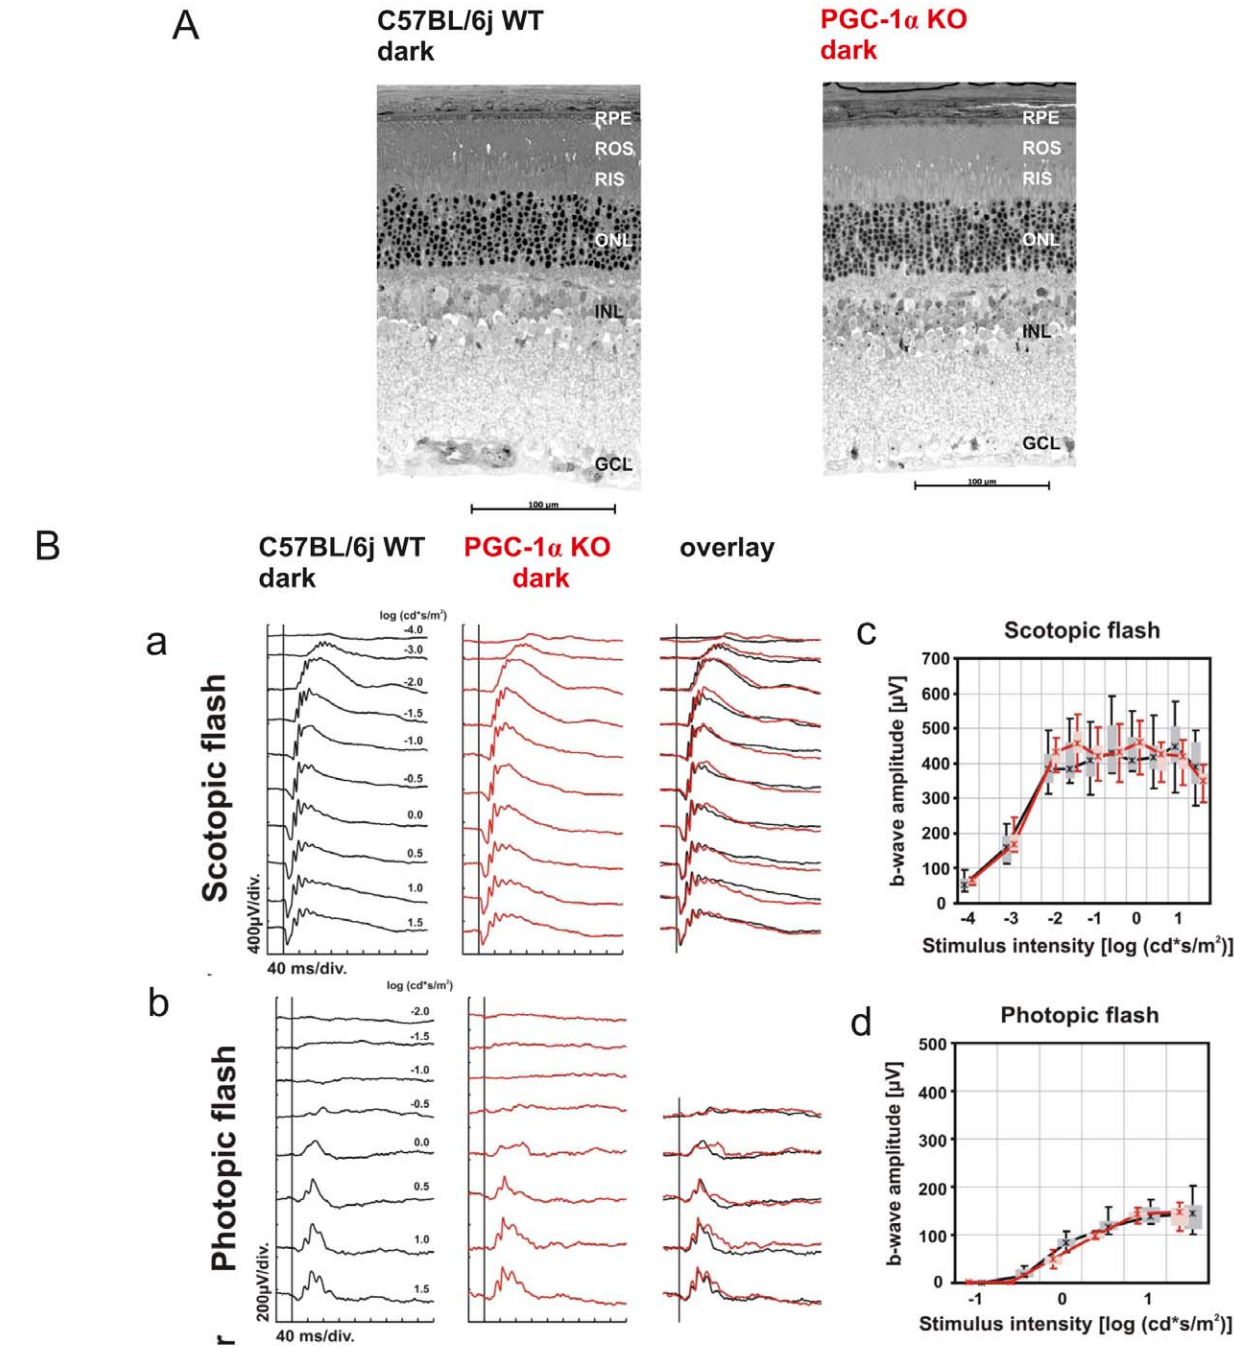 A
C57BL/6j WT
dark
PGC-1α KO
dark
RPE
ROS
RIS
ONL
INL
GCL
100 µm
RPE
ROS
RIS
ONL
INL
GCL
100 µm
B
C57BL/6j WT
dark
PGC-1α KO
dark
overlay
a
Scotopic flash
log (cd*s/m²)
-4.0
-3.0
-2.0
-1.5
-1.0
-0.5
0.0
0.5
1.0
1.5
400µV/div.
40 ms/div.
c
Scotopic flash
b-wave amplitude [µV]
700
600
500
400
300
200
100
0
-4 -3 -2 -1 0 1
Stimulus intensity [log (cd*s/m²)]
b
Photopic flash
log (cd*s/m²)
-2.0
-1.5
-1.0
-0.5
0.0
0.5
1.0
1.5
200µV/div.
40 ms/div.
r
d
Photopic flash
b-wave amplitude [µV]
500
400
300
200
100
0
-1 0 1
Stimulus intensity [log (cd*s/m²)]